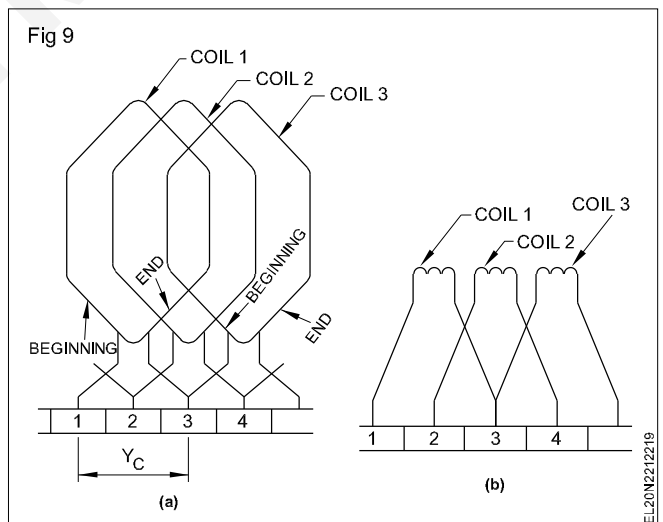 Fig 9
COIL 1
COIL 2
COIL 3
END
BEGINNING
BEGINNING
END
1 2 3 4
YC
(a)
COIL 1
COIL 2
COIL 3
1 2 3 4
(b)
EL20N2212219